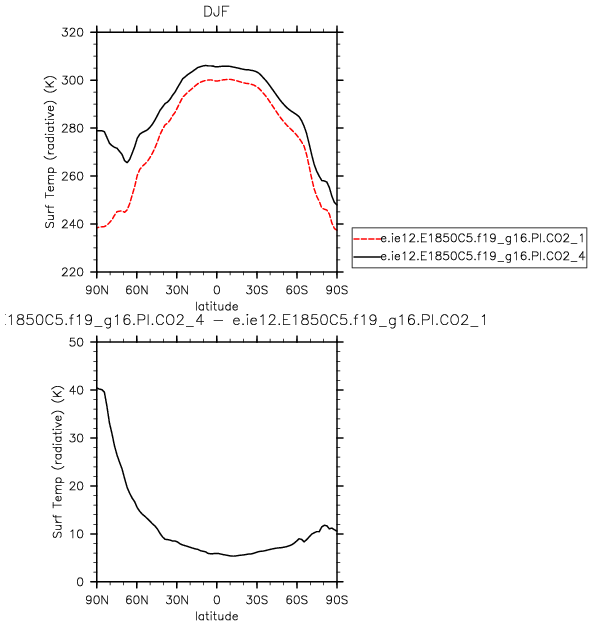 DJF
320
300
280
260
240
220
Surf Temp (radiative) (K)
90N 60N 30N 0 30S 60S 90S
latitude
e.ie12.E1850C5.f19_g16.PI.CO2_1
e.ie12.E1850C5.f19_g16.PI.CO2_4
.1850C5.f19_g16.PI.CO2_4 – e.ie12.E1850C5.f19_g16.PI.CO2_1
50
40
30
20
10
0
Surf Temp (radiative) (K)
90N 60N 30N 0 30S 60S 90S
latitude